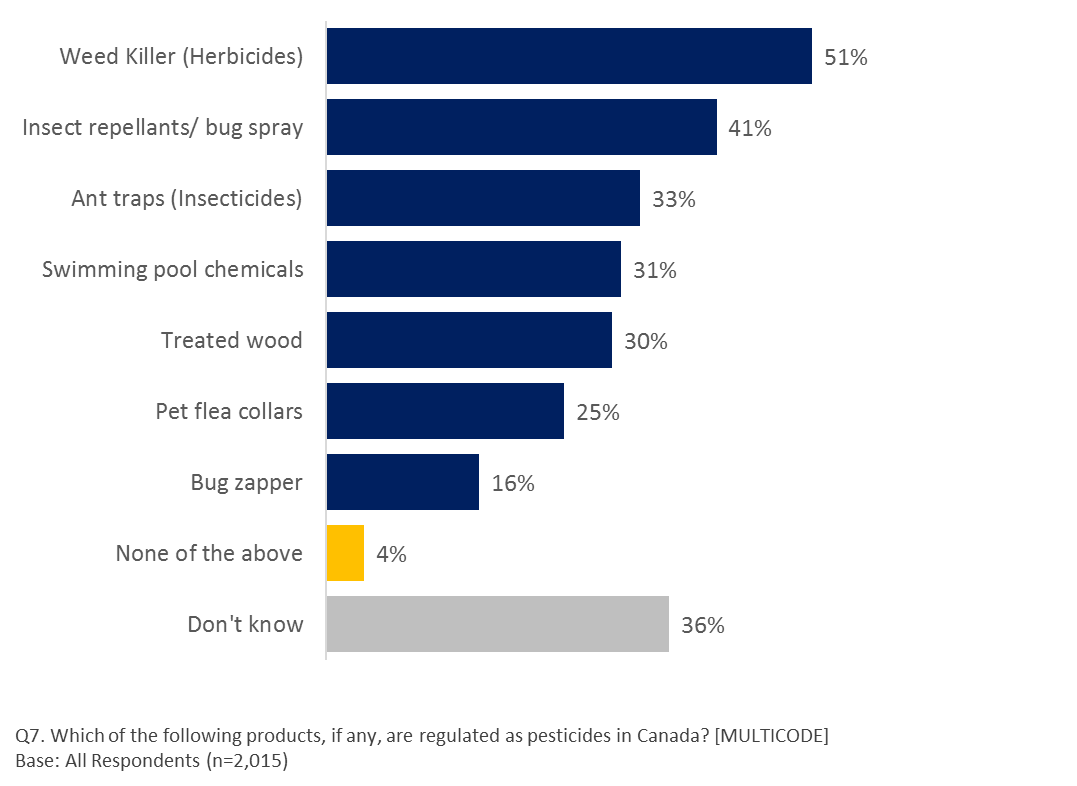 Weed Killer (Herbicides) 51%
Insect repellants/ bug spray 41%
Ant traps (Insecticides) 33%
Swimming pool chemicals 31%
Treated wood 30%
Pet flea collars 25%
Bug zapper 16%
None of the above 4%
Don't know 36%
Q7. Which of the following products, if any, are regulated as pesticides in Canada? [MULTICODE]
Base: All Respondents (n=2,015)